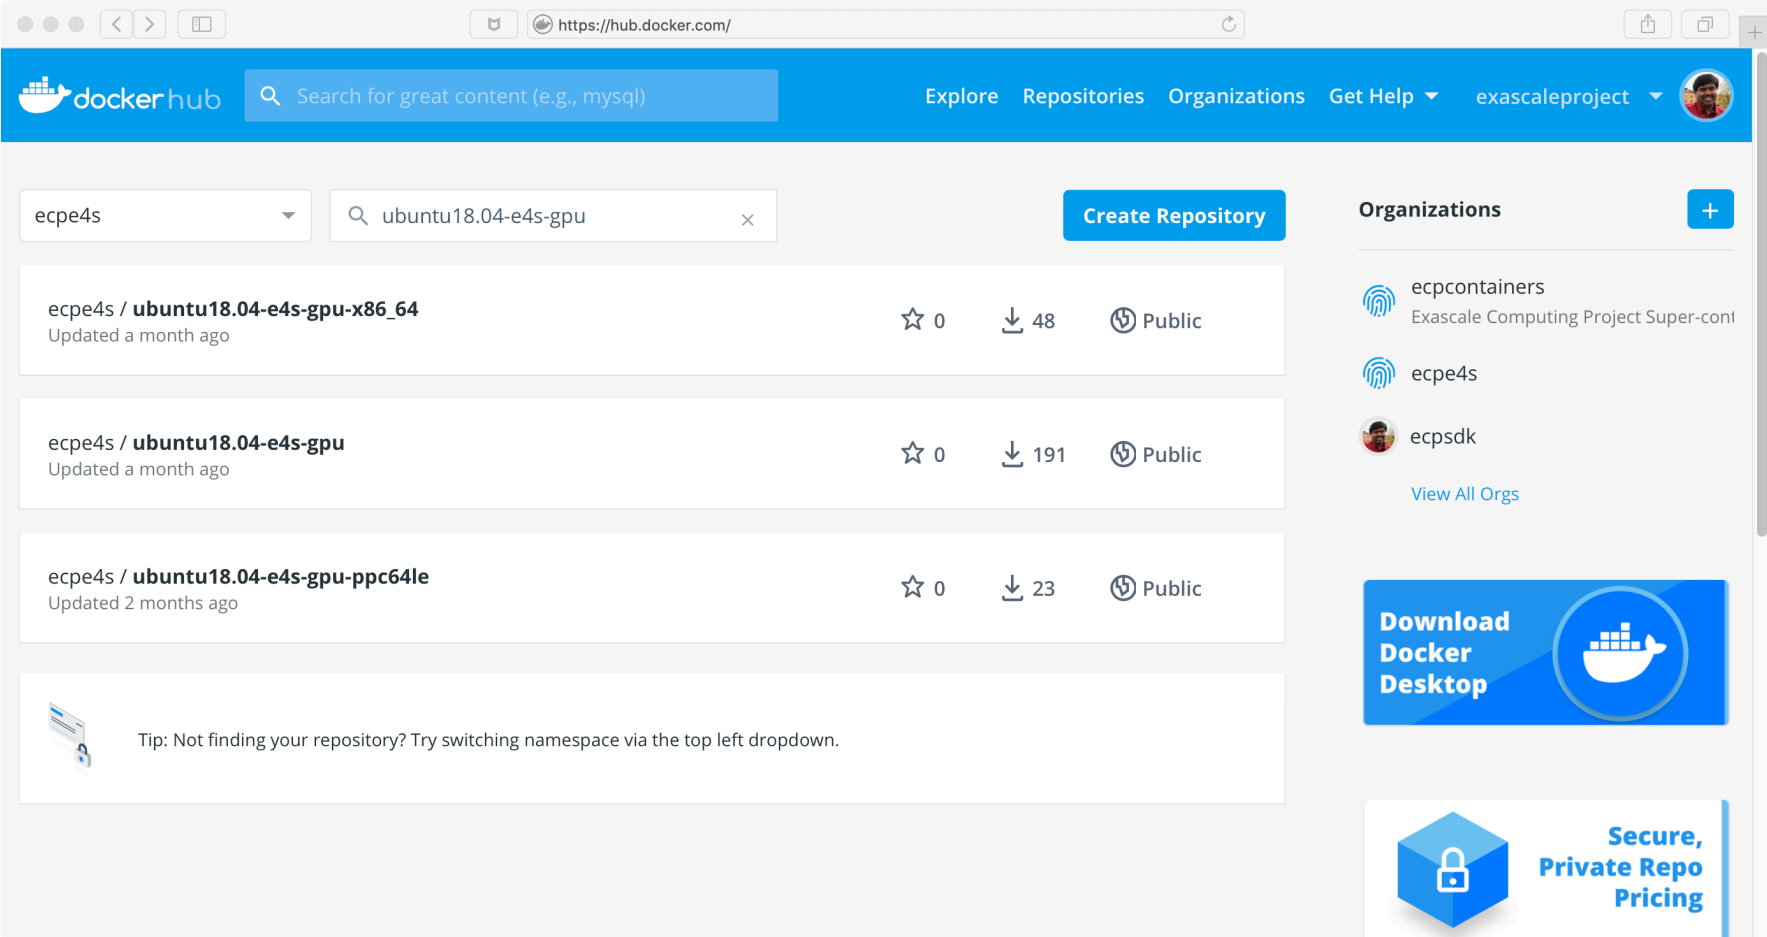 https://hub.docker.com/
docker hub
Search for great content (e.g., mysql)
Explore
Repositories
Organizations
Get Help
exascaleproject
ecpe4s
ubuntu18.04-e4s-gpu
Create Repository
ecpe4s / ubuntu18.04-e4s-gpu-x86_64
Updated a month ago
0
48
Public
ecpe4s / ubuntu18.04-e4s-gpu
Updated a month ago
0
191
Public
ecpe4s / ubuntu18.04-e4s-gpu-ppc64le
Updated 2 months ago
0
23
Public
Tip: Not finding your repository? Try switching namespace via the top left dropdown.
Organizations
ecpcontainers
Exascale Computing Project Super-cont
ecpe4s
ecpsdk
View All Orgs
Download
Docker
Desktop
Secure,
Private Repo
Pricing